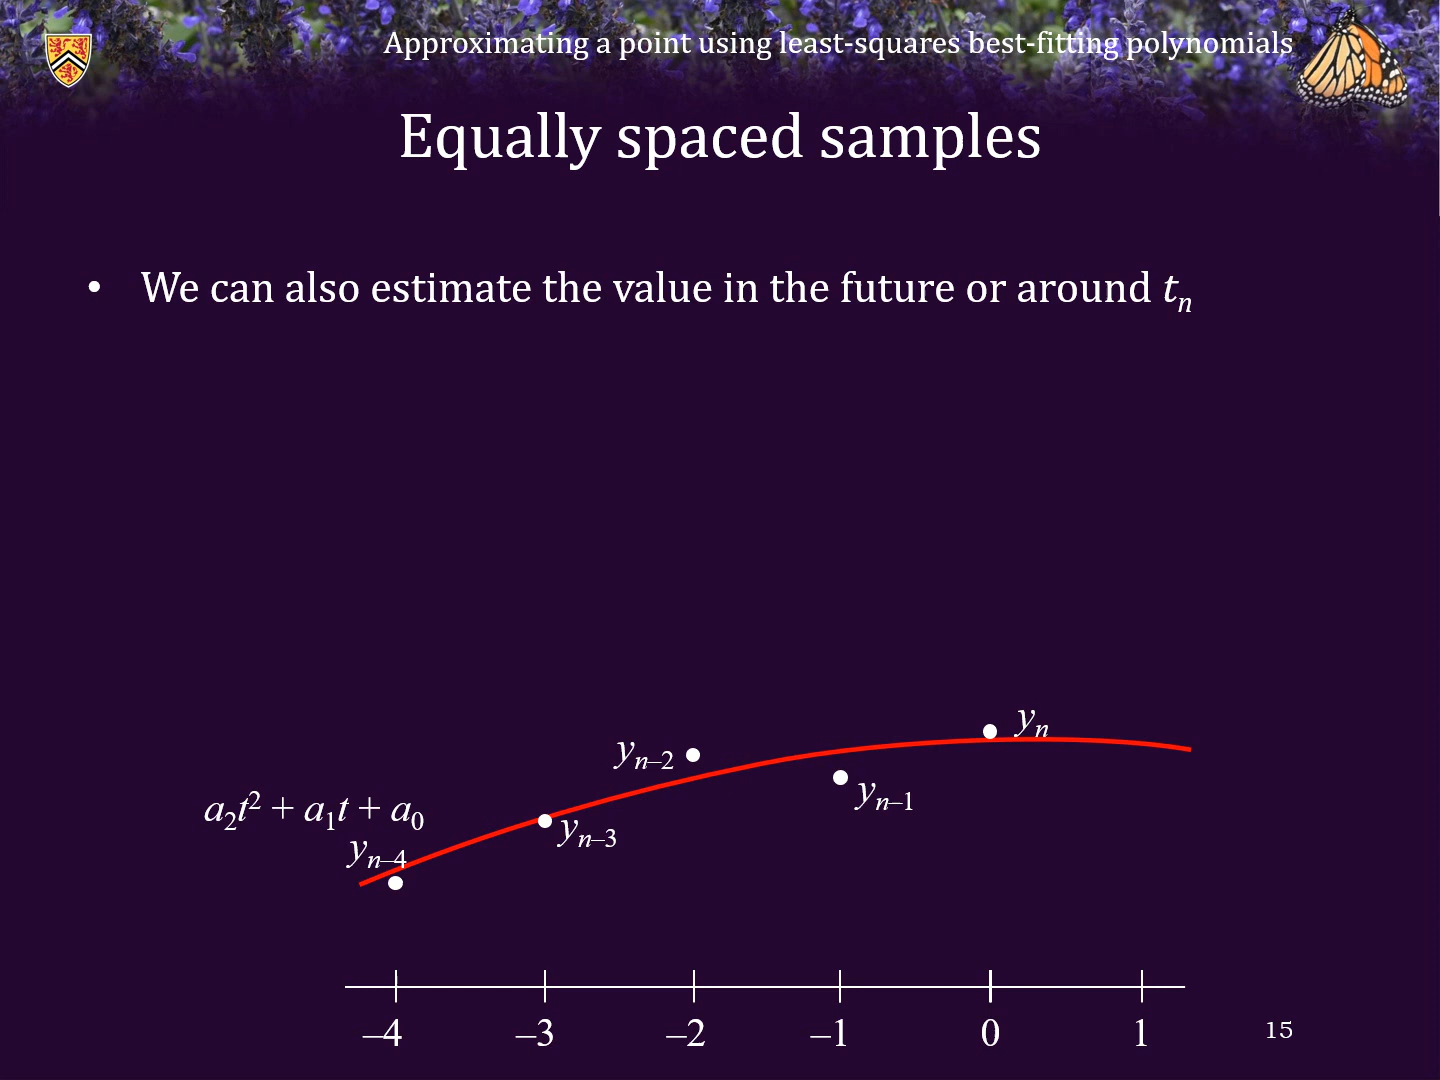 Approximating a point using least-squares best-fitting polynomials
Equally spaced samples
• We can also estimate the value in the future or around tₙ
yₙ
yₙ₋₂
yₙ₋₁
a₂t² + a₁t + a₀
yₙ₋₃
yₙ₋₄
–4 –3 –2 –1 0 1
15